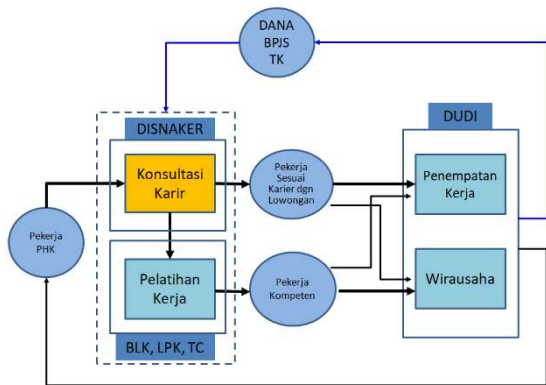 DANA
BPJS
TK
DISNAKER
DUDI
Konsultasi
Karir
Pekerja
Sesuai
Karier dgn
Lowongan
Penempatan
Kerja
Pekerja
PHK
Pelatihan
Kerja
Pekerja
Kompeten
Wirausaha
BLK, LPK, TC